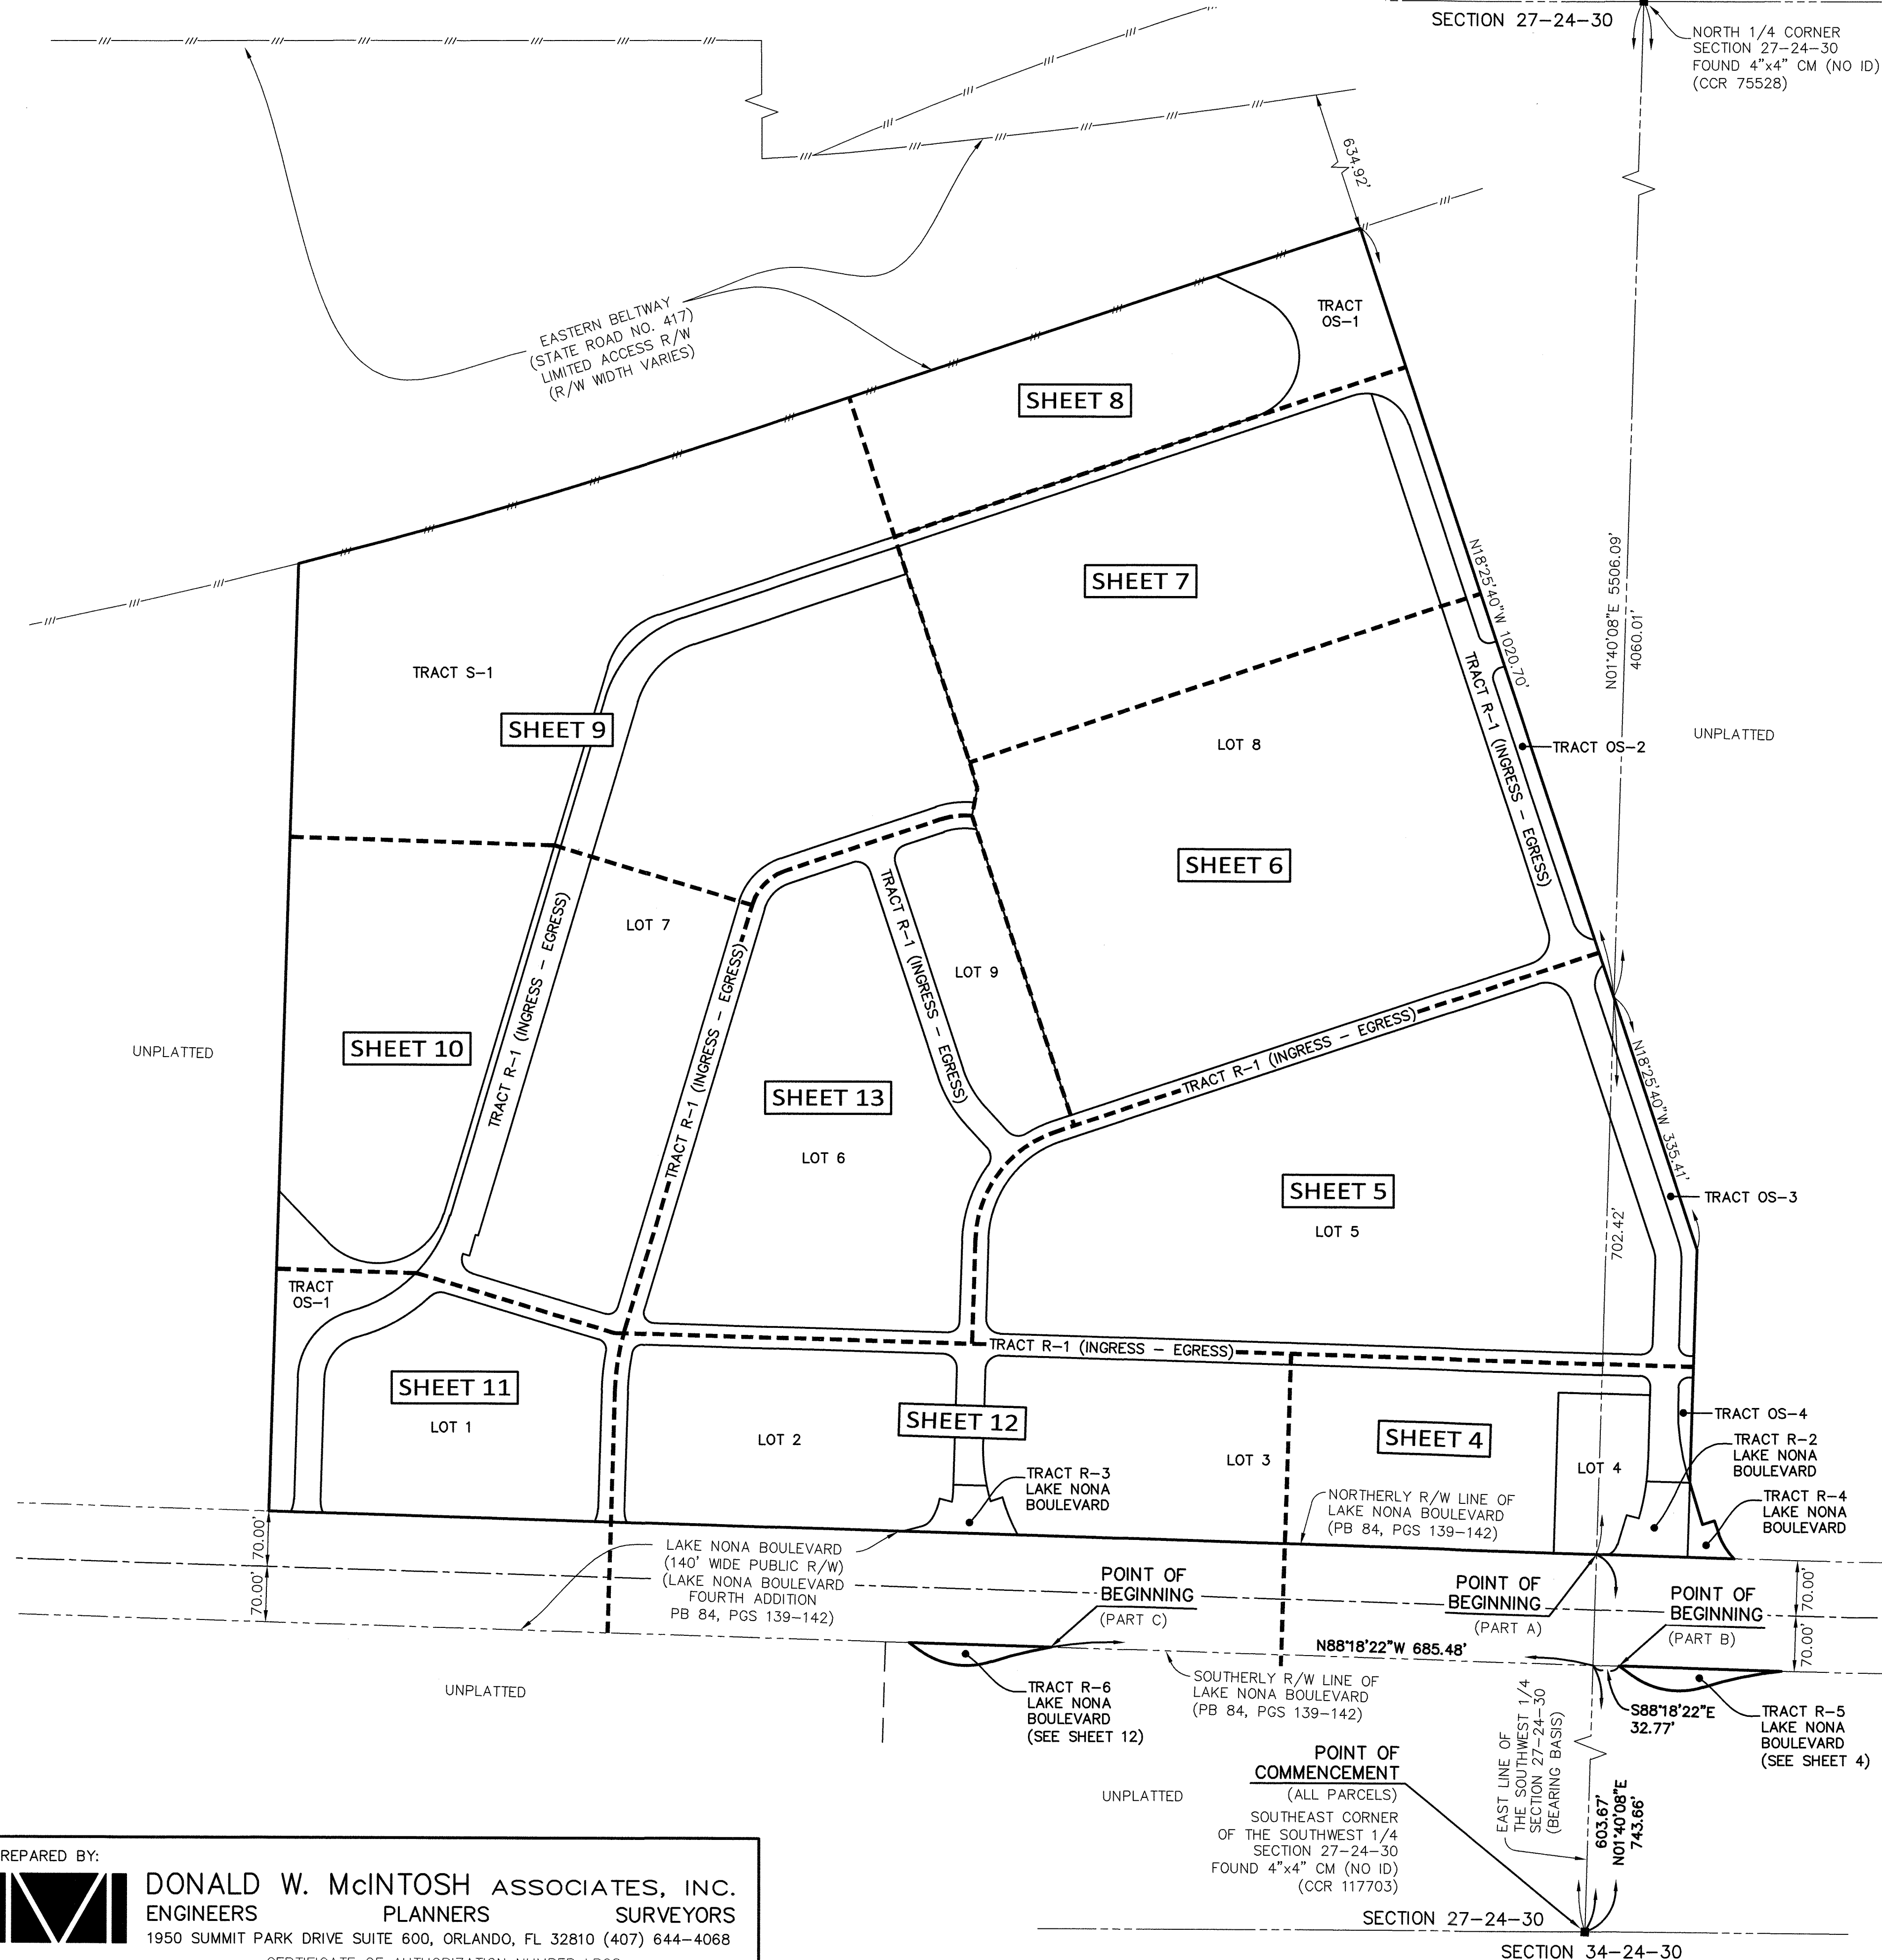 SECTION 27-24-30
NORTH 1/4 CORNER
SECTION 27-24-30
FOUND 4"x4" CM (NO ID)
(CCR 75528)
634.92'
EASTERN BELTWAY
(STATE ROAD NO. 417)
LIMITED ACCESS R/W
(R/W WIDTH VARIES)
TRACT
OS-1
SHEET 8
SHEET 7
N18°25'40"W 1020.70'
N01°40'08"E 5506.09'
4060.01'
TRACT S-1
SHEET 9
LOT 8
TRACT R-1 (INGRESS - EGRESS)
TRACT OS-2
UNPLATTED
SHEET 6
LOT 7
TRACT R-1 (INGRESS - EGRESS)
TRACT R-1 (INGRESS - EGRESS)
TRACT R-1 (INGRESS - EGRESS)
LOT 9
UNPLATTED
SHEET 10
SHEET 13
LOT 6
TRACT R-1 (INGRESS - EGRESS)
N18°25'40"W 335.41'
SHEET 5
LOT 5
TRACT OS-3
702.42'
TRACT
OS-1
TRACT R-1 (INGRESS - EGRESS)
SHEET 11
LOT 1
LOT 2
SHEET 12
LOT 3
SHEET 4
LOT 4
TRACT OS-4
TRACT R-2
LAKE NONA
BOULEVARD
TRACT R-3
LAKE NONA
BOULEVARD
NORTHERLY R/W LINE OF
LAKE NONA BOULEVARD
(PB 84, PGS 139-142)
TRACT R-4
LAKE NONA
BOULEVARD
70.00'
70.00'
LAKE NONA BOULEVARD
(140' WIDE PUBLIC R/W)
(LAKE NONA BOULEVARD
FOURTH ADDITION
PB 84, PGS 139-142)
POINT OF
BEGINNING
(PART C)
POINT OF
BEGINNING
(PART A)
POINT OF
BEGINNING
(PART B)
70.00'
70.00'
N88°18'22"W 685.48'
UNPLATTED
TRACT R-6
LAKE NONA
BOULEVARD
(SEE SHEET 12)
SOUTHERLY R/W LINE OF
LAKE NONA BOULEVARD
(PB 84, PGS 139-142)
S88°18'22"E
32.77'
TRACT R-5
LAKE NONA
BOULEVARD
(SEE SHEET 4)
EAST LINE OF
THE SOUTHWEST 1/4
SECTION 27-24-30
(BEARING BASIS)
UNPLATTED
POINT OF
COMMENCEMENT
(ALL PARCELS)
SOUTHEAST CORNER
OF THE SOUTHWEST 1/4
SECTION 27-24-30
FOUND 4"x4" CM (NO ID)
(CCR 117703)
603.67'
N01°40'08"E
743.66'
SECTION 27-24-30
SECTION 34-24-30
REPARED BY:
DONALD W. McINTOSH ASSOCIATES, INC.
ENGINEERS PLANNERS SURVEYORS
1950 SUMMIT PARK DRIVE SUITE 600, ORLANDO, FL 32810 (407) 644-4068